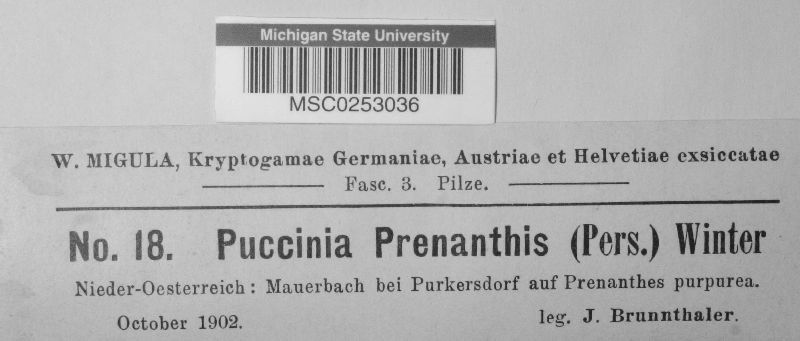 Michigan State University
MSC0253036
W. MIGULA, Kryptogamae Germaniae, Austriae et Helvetiae exsiccatae
Fasc. 3. Pilze.
No. 18. Puccinia Prenanthis (Pers.) Winter
Nieder-Oesterreich: Mauerbach bei Purkersdorf auf Prenanthes purpurea.
October 1902. leg. J. Brunnthaler.